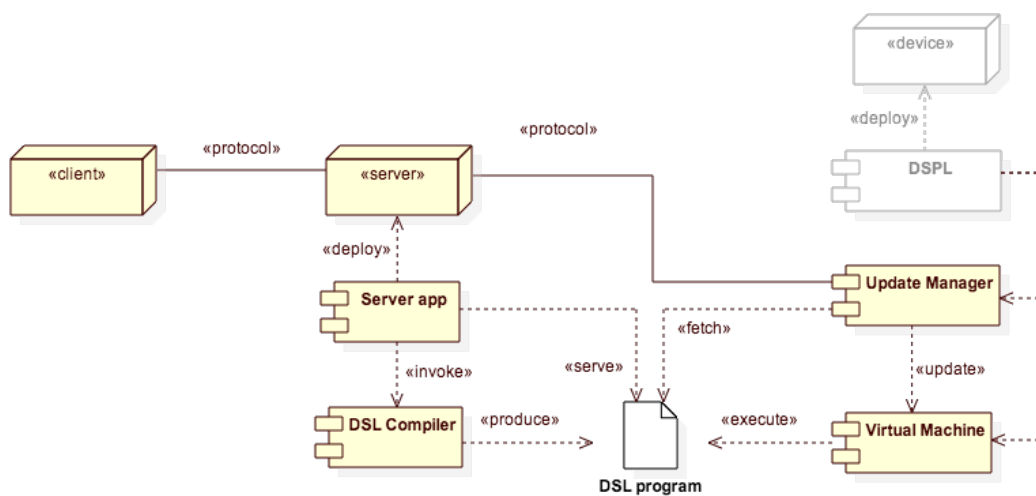 «device»
«protocol»
«protocol»
«deploy»
«client»
«server»
DSPL
«deploy»
Server app
Update Manager
«fetch»
«invoke»
«serve»
«update»
DSL Compiler
«produce»
«execute»
Virtual Machine
DSL program